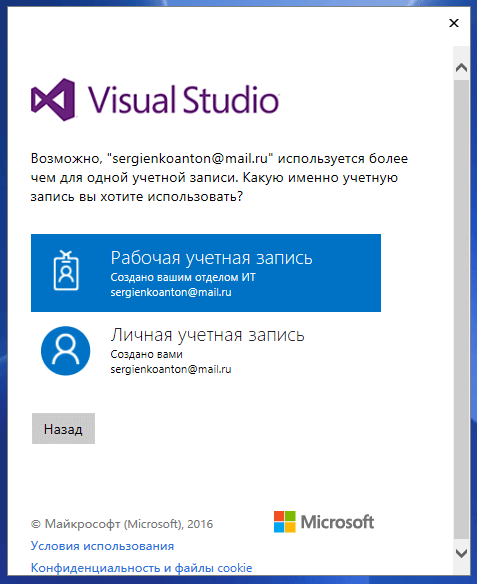 Visual Studio
Возможно, "sergienkoanton@mail.ru" используется более
чем для одной учетной записи. Какую именно учетную
запись вы хотите использовать?
Рабочая учетная запись
Создано вашим отделом ИТ
sergienkoanton@mail.ru
Личная учетная запись
Создано вами
sergienkoanton@mail.ru
Назад
© Майкрософт (Microsoft), 2016
Microsoft
Условия использования
Конфиденциальность и файлы cookie